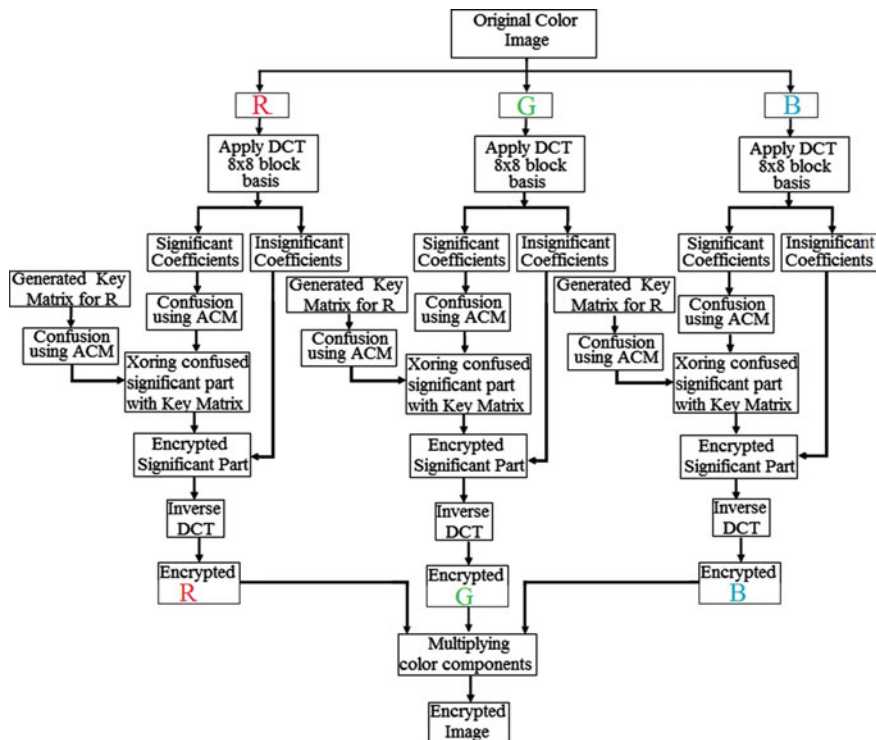 Original Color
Image
R
G
B
Apply DCT
8x8 block
basis
Apply DCT
8x8 block
basis
Apply DCT
8x8 block
basis
Significant
Coefficients
Insignificant
Coefficients
Significant
Coefficients
Insignificant
Coefficients
Significant
Coefficients
Insignificant
Coefficients
Generated Key
Matrix for R
Generated Key
Matrix for R
Generated Key
Matrix for R
Confusion
using ACM
Confusion
using ACM
Confusion
using ACM
Confusion
using ACM
Confusion
using ACM
Confusion
using ACM
Xoring confused
significant part
with Key Matrix
Xoring confused
significant part
with Key Matrix
Xoring confused
significant part
with Key Matrix
Encrypted
Significant Part
Encrypted
Significant Part
Encrypted
Significant Part
Inverse
DCT
Inverse
DCT
Inverse
DCT
Encrypted
R
Encrypted
G
Encrypted
B
Multiplying
color components
Encrypted
Image